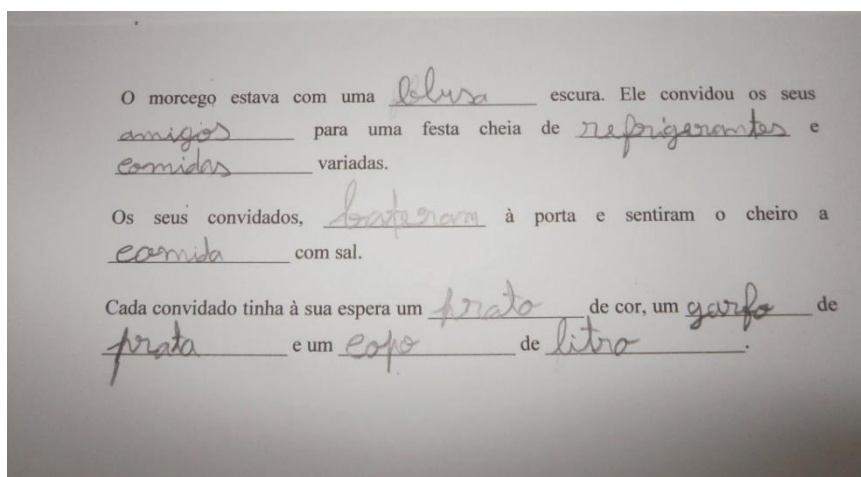 O morcego estava com uma blusa escura. Ele convidou os seus
amigos para uma festa cheia de refrigerantes e
comidas variadas.
Os seus convidados, bateram à porta e sentiram o cheiro a
comida com sal.
Cada convidado tinha à sua espera um prato de cor, um garfo de
prata e um copo de litro.